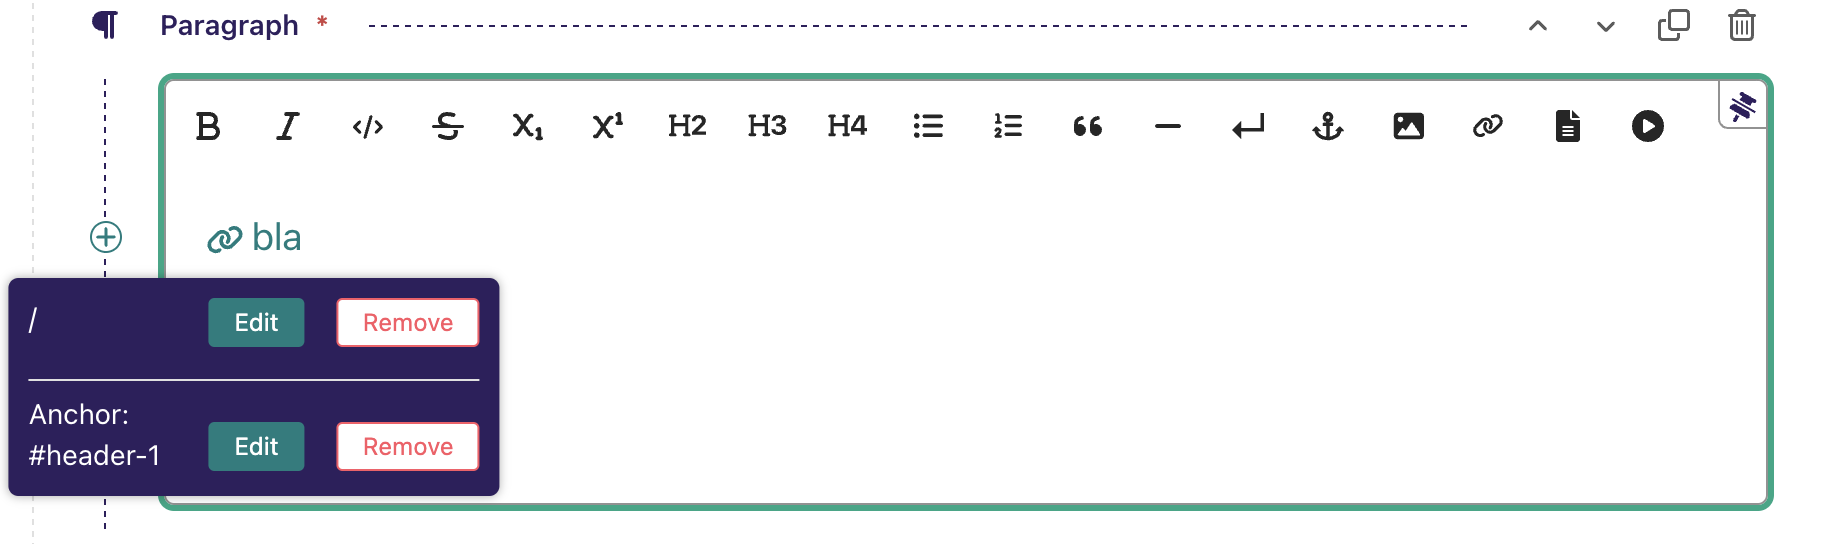 Paragraph *
B I </> S X₁ X¹ H2 H3 H4
bla
/ Edit Remove
Anchor:
#header-1 Edit Remove